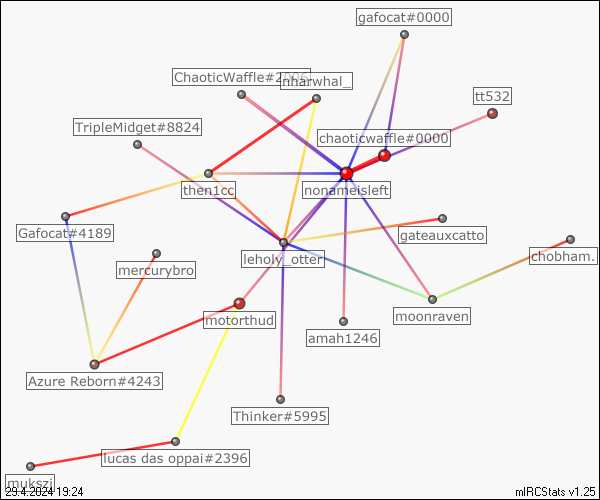 gafocat#0000
ChaoticWaffle#2006
nharwhal_
tt532
TripleMidget#8824
chaoticwaffle#0000
then1cc
nonameisleft
Gafocat#4189
gateauxcatto
leholy_otter
chobham.
mercurybro
motorthud
moonraven
amah1246
Azure Reborn#4243
Thinker#5995
lucas das oppai#2396
mukszi
29.4.2024 19:24
mIRCStats v1.25